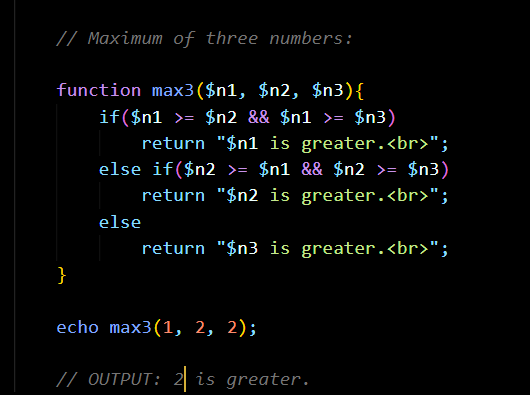 // Maximum of three numbers:
function max3($n1, $n2, $n3){
if($n1 >= $n2 && $n1 >= $n3)
return "$n1 is greater.<br>";
else if($n2 >= $n1 && $n2 >= $n3)
return "$n2 is greater.<br>";
else
return "$n3 is greater.<br>";
}
echo max3(1, 2, 2);
// OUTPUT: 2 is greater.